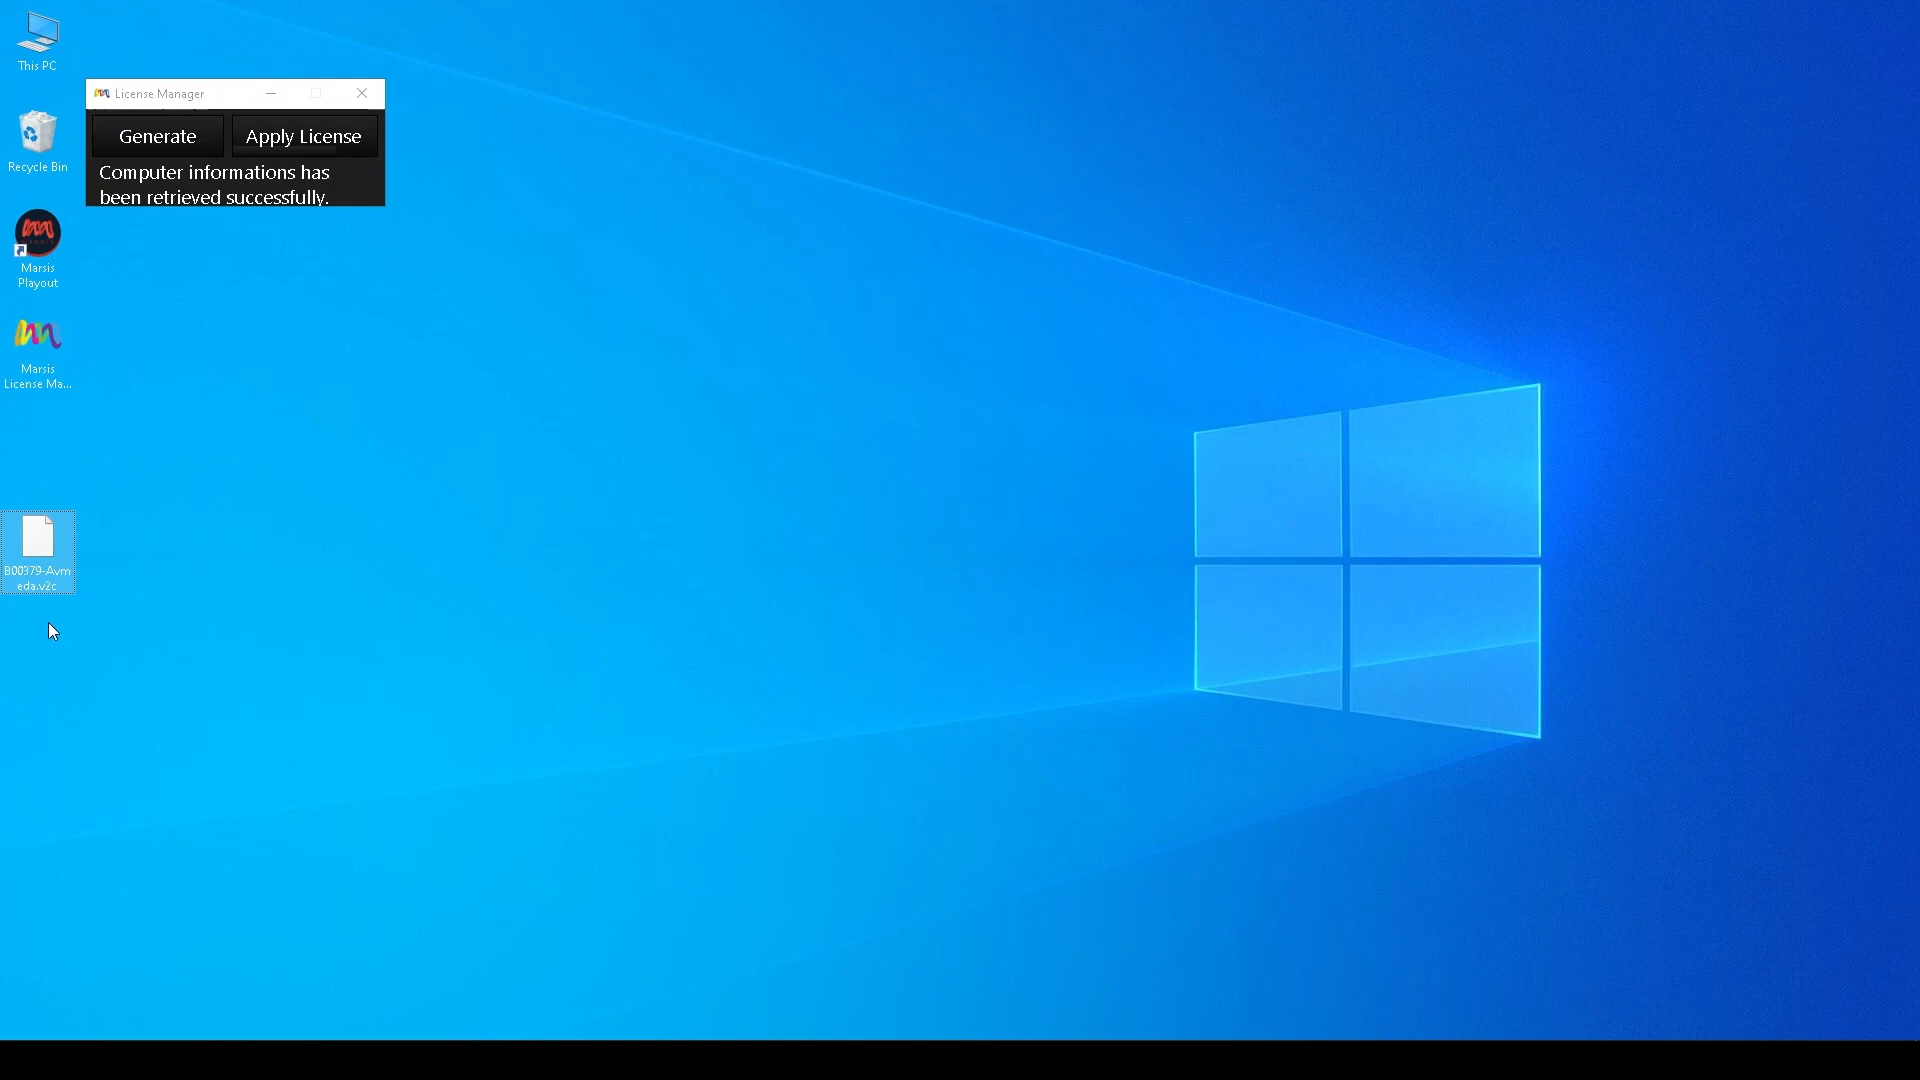 This PC
License Manager
Generate
Apply License
Computer informations has
been retrieved successfully.
Recycle Bin
Marsis
Playout
Marsis
License Ma...
B00379-Avm
eda.v2c